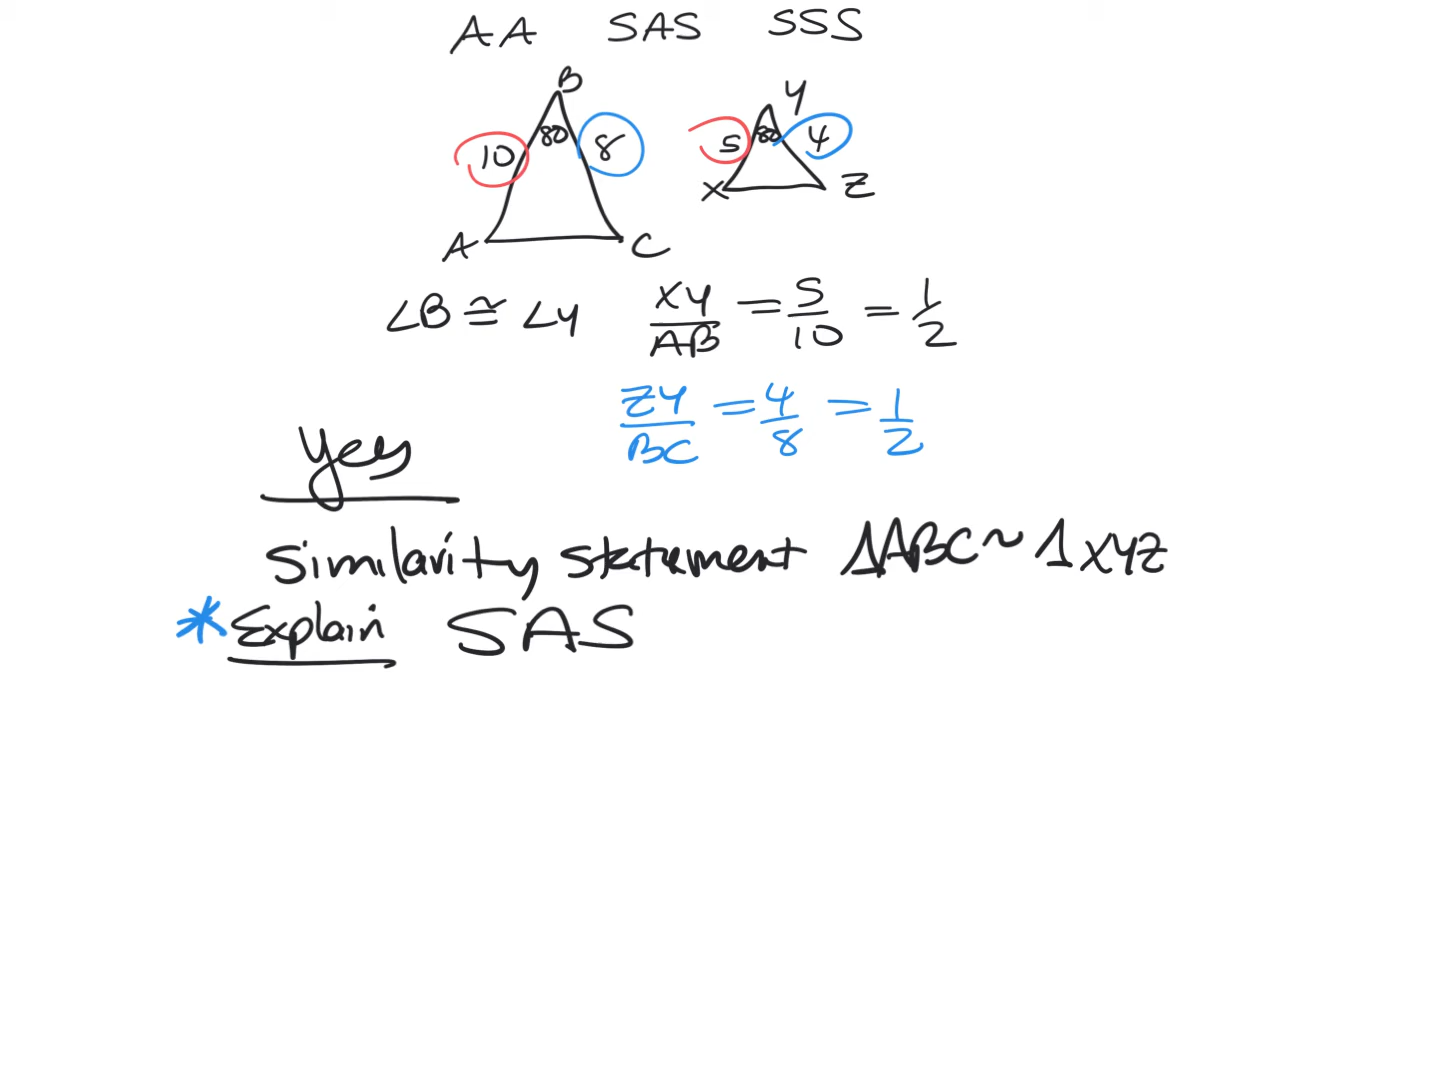 AA SAS SSS
B Y
10 80 8 5 80 4
X Z
A C
∠B ≅ ∠Y XY/AB = 5/10 = 1/2
ZY/BC = 4/8 = 1/2
yes
Similarity statement ΔABC ~ ΔXYZ
* Explain SAS